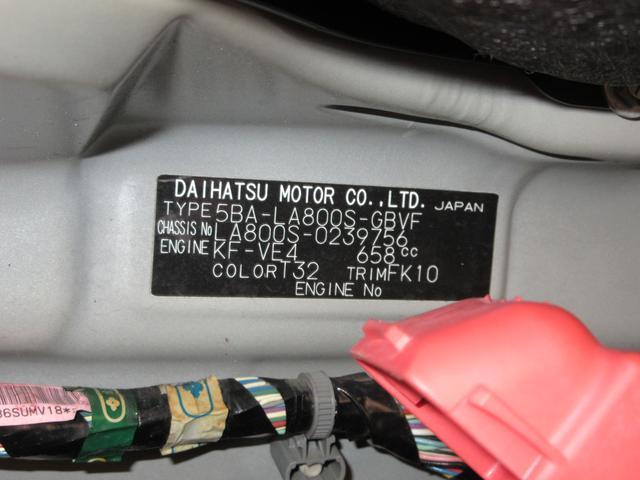 DAIHATSU MOTOR CO.,LTD. JAPAN
TYPE 5BA-LA800S-GBVF
CHASSIS No LA800S-0239756
ENGINE KF-VE4 658cc
COLOR T32 TRIM FK10
ENGINE No
86SUMV18*